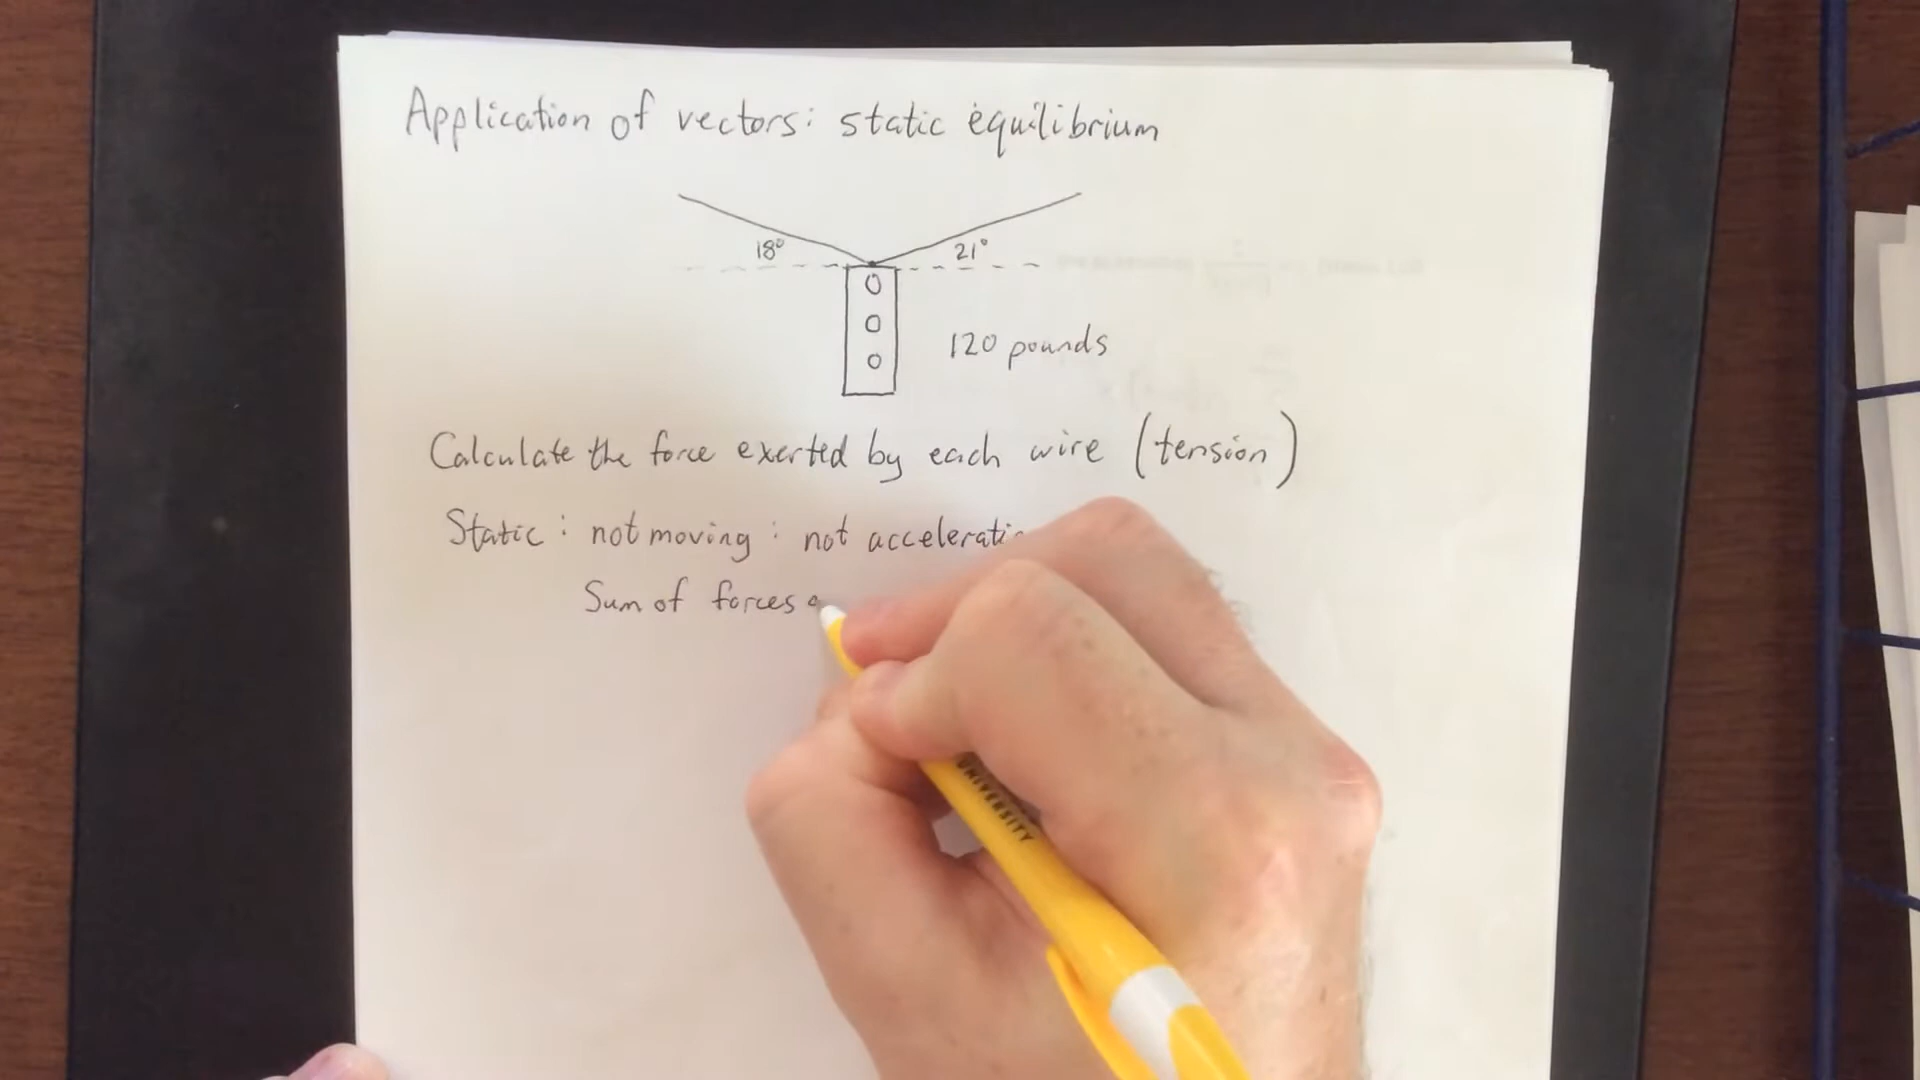 Application of vectors: static equilibrium
18° 21°
120 pounds
Calculate the force exerted by each wire (tension)
Static: not moving: not accelerati
Sum of forces
UNIVERSITY